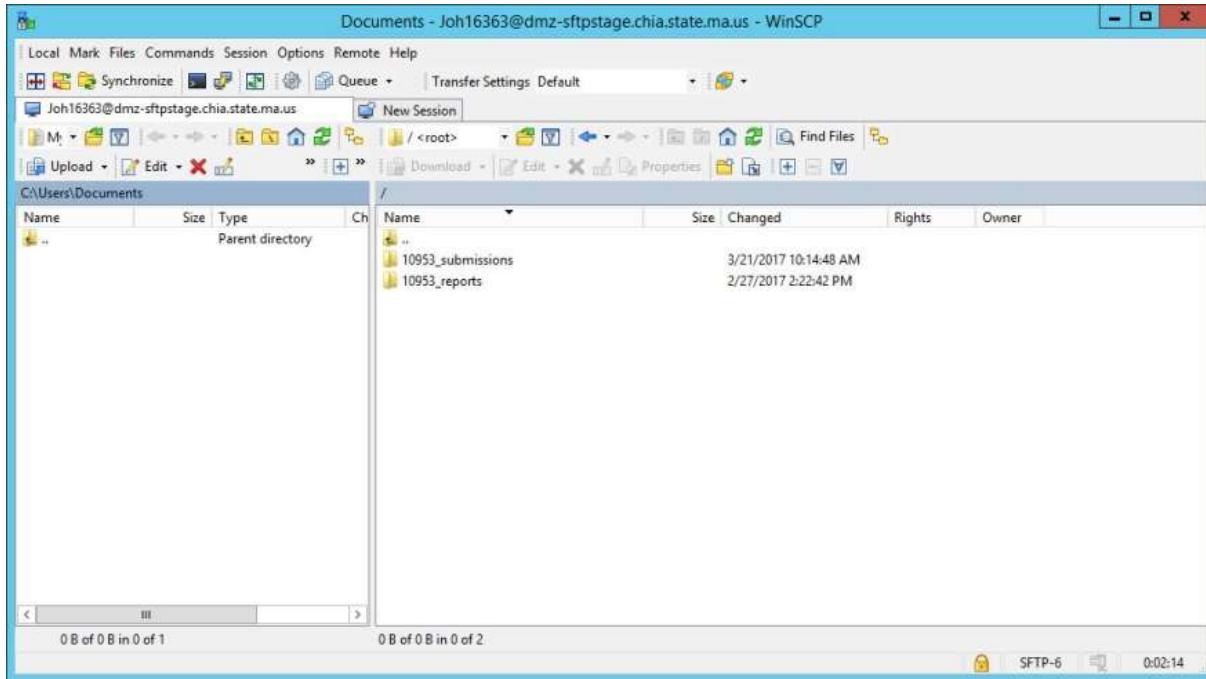 Documents - Joh16363@dmz-sftpstage.chia.state.ma.us - WinSCP
Local Mark Files Commands Session Options Remote Help
Synchronize Queue Transfer Settings Default
Joh16363@dmz-sftpstage.chia.state.ma.us New Session
/ <root> Find Files
Upload Edit » » Download Edit Properties
C:\Users\Documents /
Name Size Type Ch Name Size Changed Rights Owner
.. Parent directory ..
10953_submissions 3/21/2017 10:14:48 AM
10953_reports 2/27/2017 2:22:42 PM
0 B of 0 B in 0 of 1 0 B of 0 B in 0 of 2
SFTP-6 0:02:14